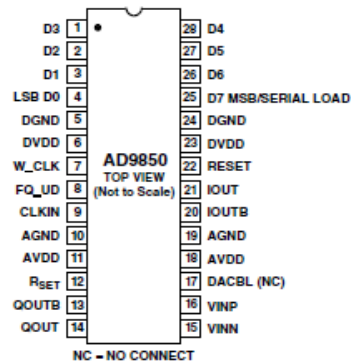 D3 1 28 D4
D2 2 27 D5
D1 3 26 D6
LSB D0 4 25 D7 MSB/SERIAL LOAD
DGND 5 24 DGND
DVDD 6 23 DVDD
W_CLK 7 22 RESET
FQ_UD 8 21 IOUT
CLKIN 9 20 IOUTB
AGND 10 19 AGND
AVDD 11 18 AVDD
RSET 12 17 DACBL (NC)
QOUTB 13 16 VINP
QOUT 14 15 VINN
AD9850
TOP VIEW
(Not to Scale)
NC = NO CONNECT